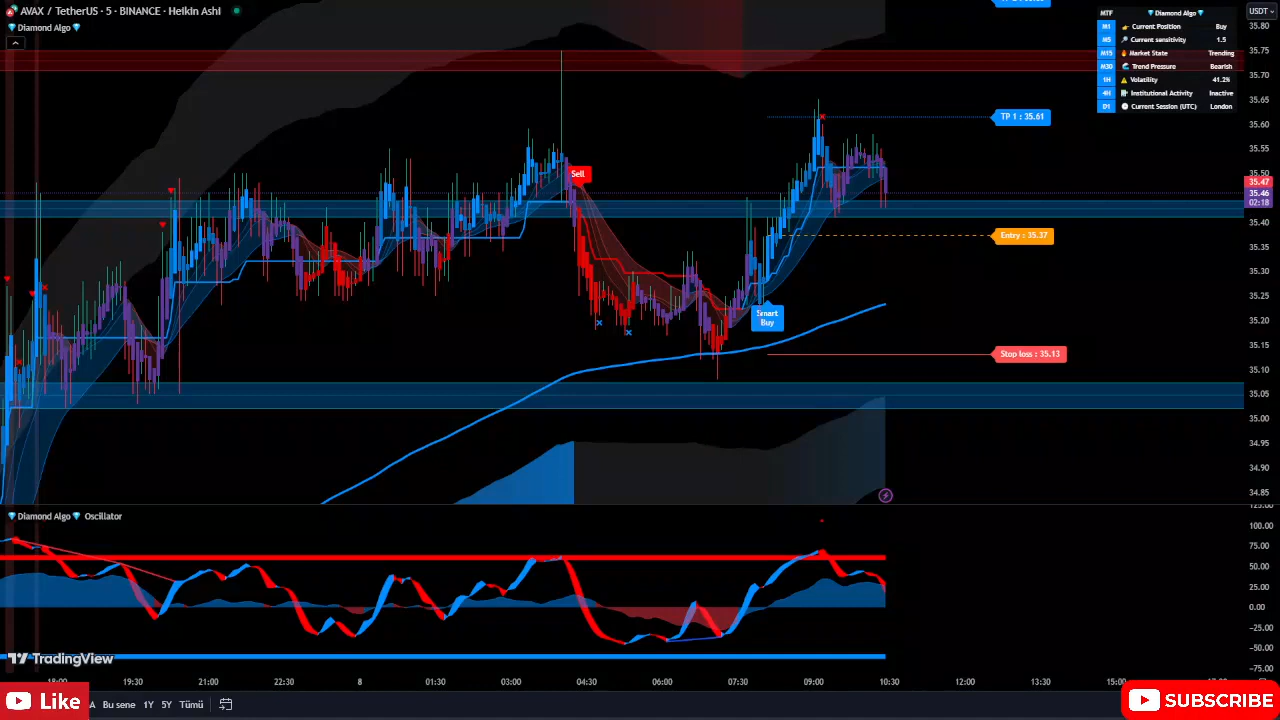 AVAX / TetherUS · 5 · BINANCE · Heikin Ashi
💎 Diamond Algo 💎
USDT
MTF 💎 Diamond Algo 💎
M1 Current Position Buy
M5 Current sensitivity 1.5
M15 Market State Trending
M30 Trend Pressure Bearish
1H Volatility 41.2%
4H Institutional Activity Inactive
D1 Current Session (UTC) London
35.80
35.75
35.70
35.65
35.60
35.55
35.50
35.47
35.46
02:18
35.40
35.35
35.30
35.25
35.20
35.15
35.10
35.05
35.00
34.95
34.90
34.85
TP 1 : 35.61
Sell
Entry : 35.37
Smart
Buy
Stop loss : 35.13
💎 Diamond Algo 💎 Oscillator
125.00
100.00
75.00
50.00
25.00
0.00
−25.00
−50.00
−75.00
TradingView
18:00 19:30 21:00 22:30 8 01:30 03:00 04:30 06:00 07:30 09:00 10:30 12:00 13:30 15:00
Like
A Bu sene 1Y 5Y Tümü
SUBSCRIBE